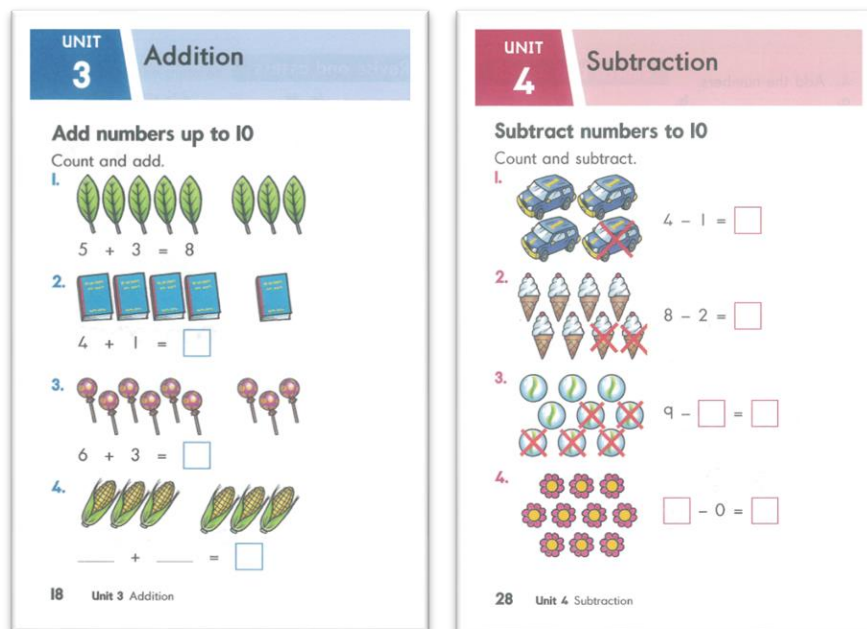 UNIT
3
Addition
Add numbers up to 10
Count and add.
1.
5 + 3 = 8
2.
4 + 1 =
3.
6 + 3 =
4.
___ + ___ =
18 Unit 3 Addition
UNIT
4
Subtraction
Subtract numbers to 10
Count and subtract.
1.
4 – 1 =
2.
8 – 2 =
3.
9 – =
4.
– 0 =
28 Unit 4 Subtraction